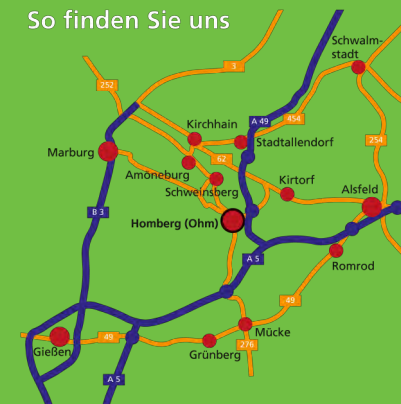 So finden Sie uns
Schwalm-
stadt
3
252
A 49
454
Kirchhain
Stadtallendorf
254
Marburg
62
Amöneburg
Schweinsberg
Kirtorf
Alsfeld
B 3
Homberg (Ohm)
A 5
Romrod
49
Mücke
49
Gießen
Grünberg
276
A 5